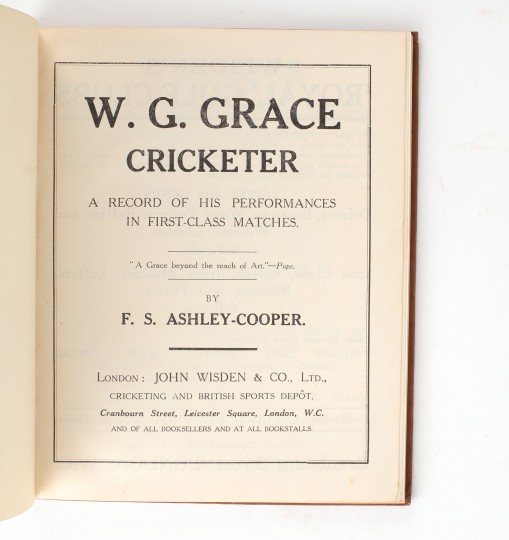 W. G. GRACE
CRICKETER
A RECORD OF HIS PERFORMANCES
IN FIRST-CLASS MATCHES.
"A Grace beyond the reach of Art."—Pope.
BY
F. S. ASHLEY-COOPER.
LONDON: JOHN WISDEN & CO., LTD.,
CRICKETING AND BRITISH SPORTS DEPÔT,
Cranbourn Street, Leicester Square, London, W.C.
AND OF ALL BOOKSELLERS AND AT ALL BOOKSTALLS.